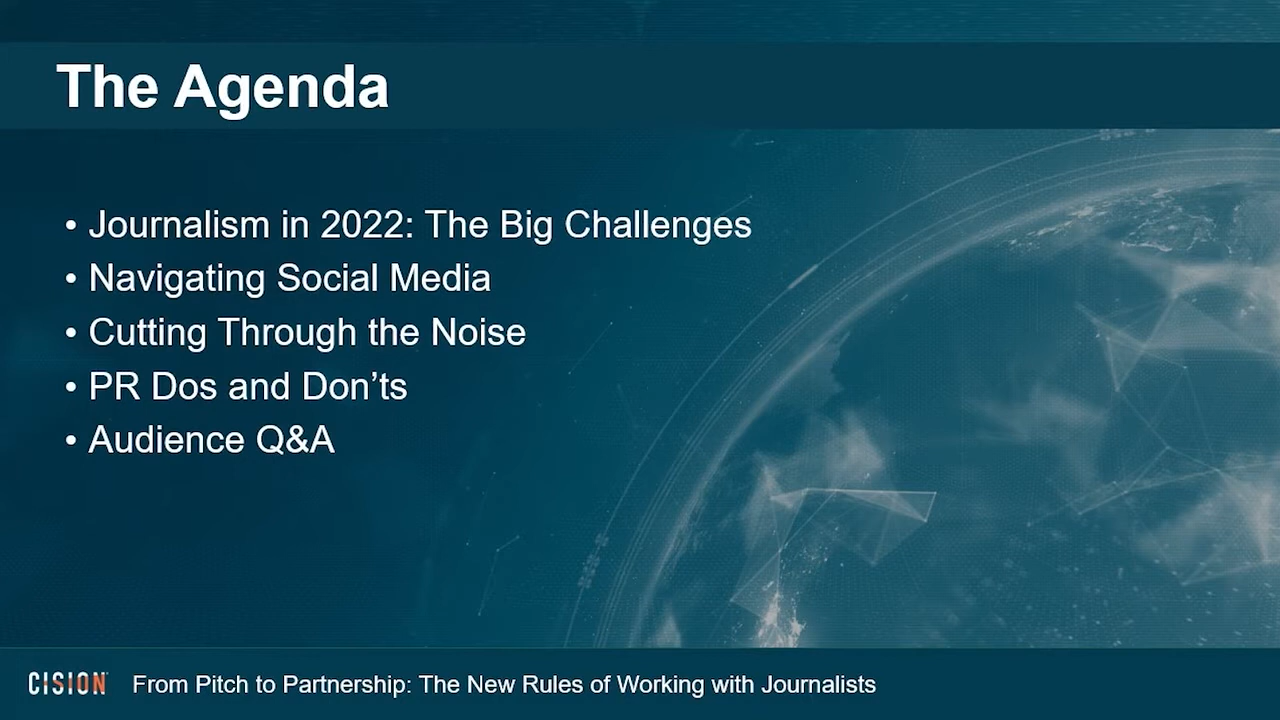 The Agenda
• Journalism in 2022: The Big Challenges
• Navigating Social Media
• Cutting Through the Noise
• PR Dos and Don’ts
• Audience Q&A
CISION From Pitch to Partnership: The New Rules of Working with Journalists